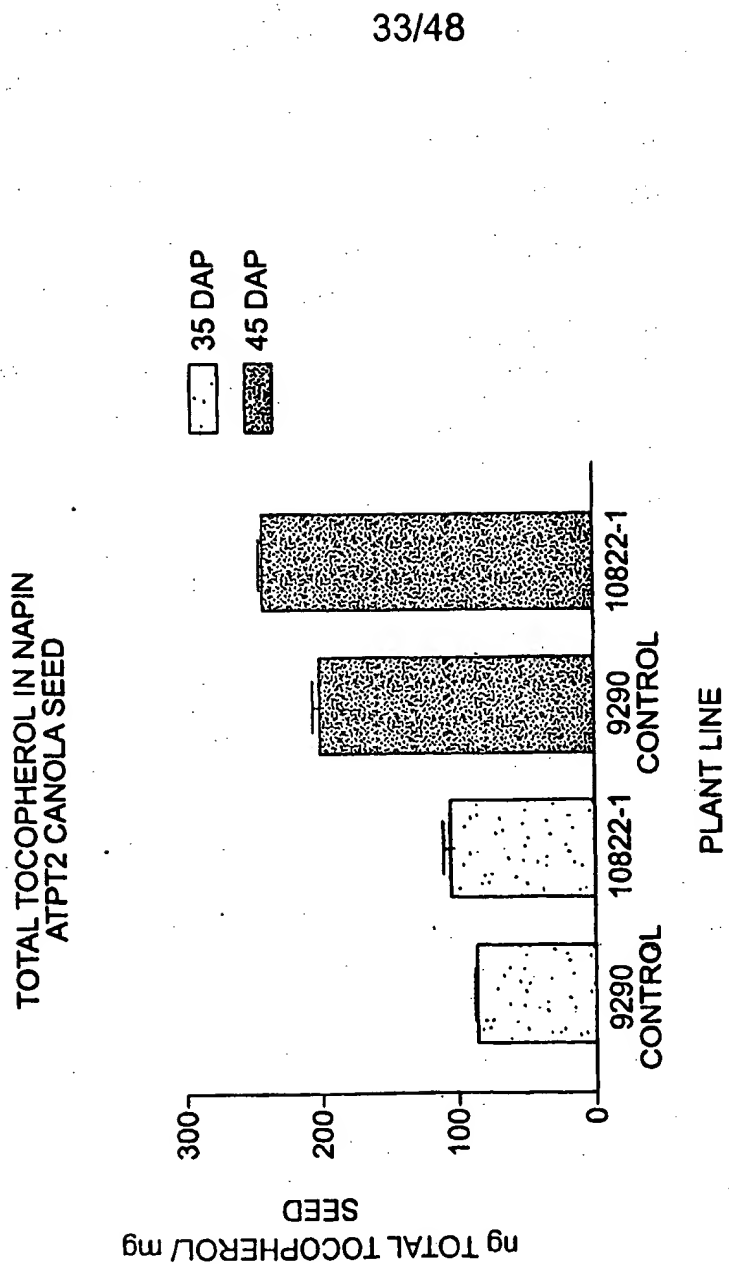 33/48
TOTAL TOCOPHEROL IN NAPIN
ATPT2 CANOLA SEED
ng TOTAL TOCOPHEROL/ mg
SEED
300
200
100
0
9290
CONTROL
10822-1
9290
CONTROL
10822-1
PLANT LINE
35 DAP
45 DAP